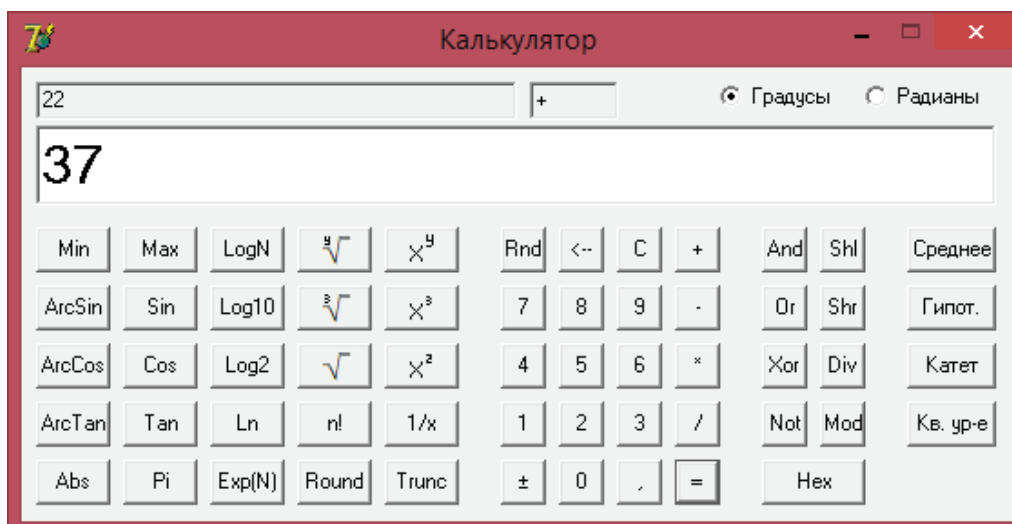 Калькулятор
22 + Градусы Радианы
37
Min Max LogN y√ xʸ Rnd <-- C + And Shl Среднее
ArcSin Sin Log10 ³√ x³ 7 8 9 - Or Shr Гипот.
ArcCos Cos Log2 √ x² 4 5 6 * Xor Div Катет
ArcTan Tan Ln n! 1/x 1 2 3 / Not Mod Кв. ур-е
Abs Pi Exp(N) Round Trunc ± 0 , = Hex